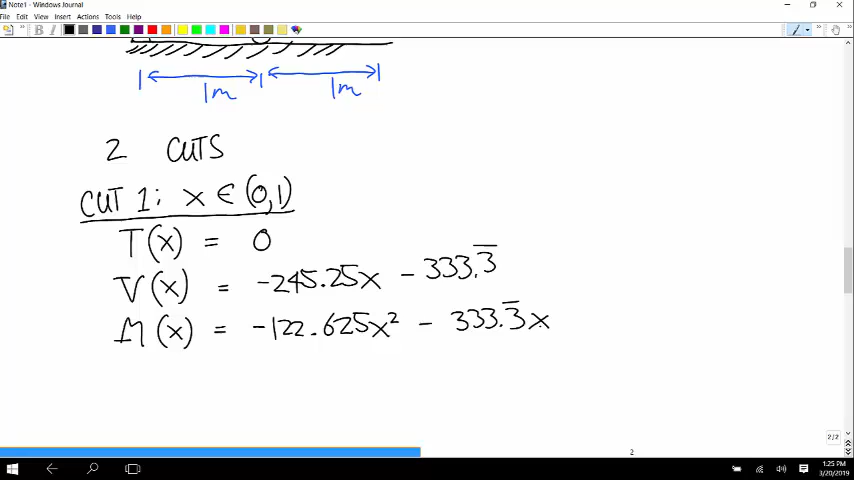 Note1 - Windows Journal
File Edit View Insert Actions Tools Help
B
1m 1m
2 CUTS
CUT 1: x ∈ (0,1)
T(x) = 0
V(x) = -245.25x - 333.3̅
M(x) = -122.625x² - 333.3̅x
2/2
2
1:25 PM
3/20/2019